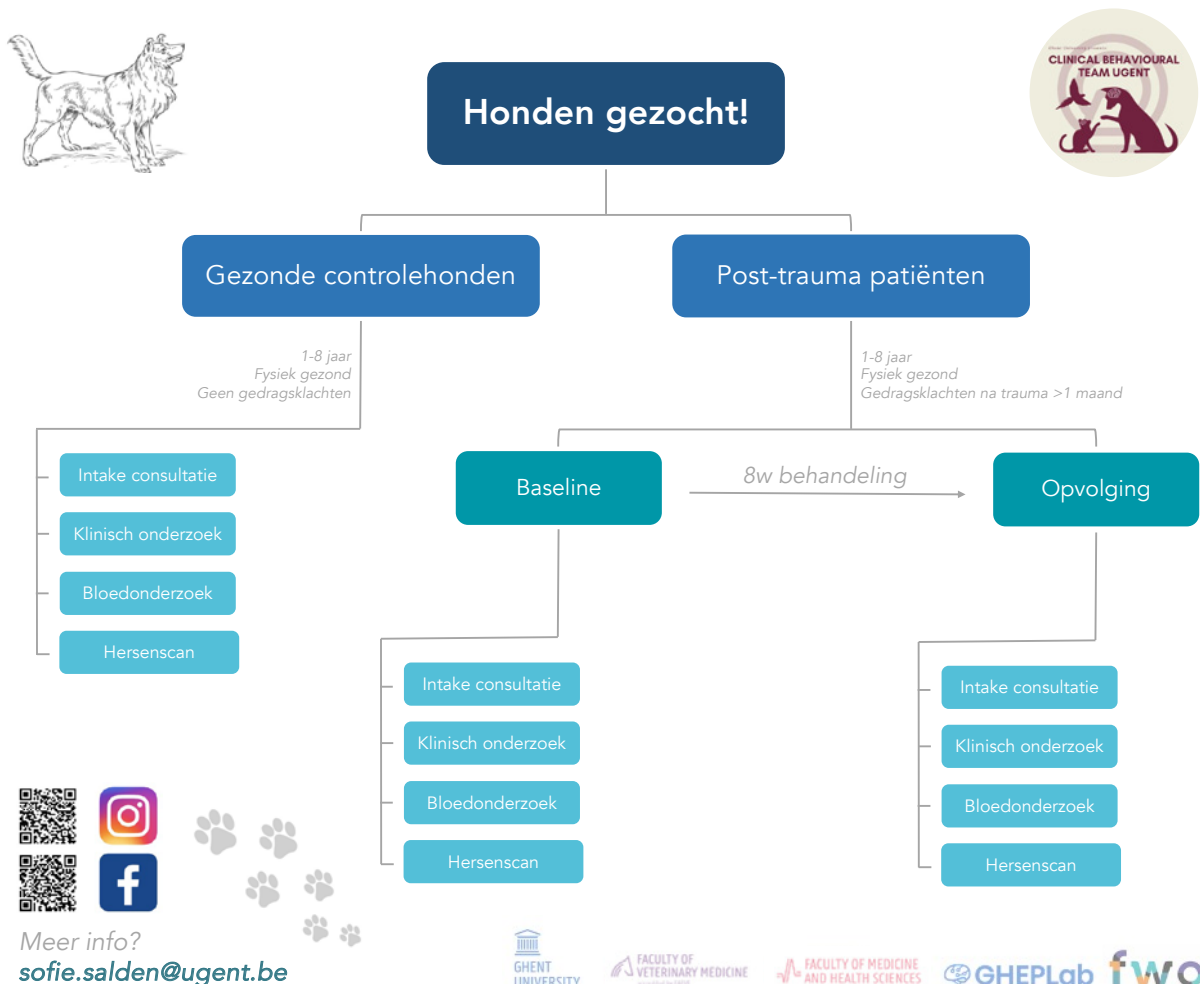 CLINICAL BEHAVIOURAL
TEAM UGENT
Honden gezocht!
Gezonde controlehonden
Post-trauma patiënten
1-8 jaar
Fysiek gezond
Geen gedragsklachten
1-8 jaar
Fysiek gezond
Gedragsklachten na trauma >1 maand
Intake consultatie
Klinisch onderzoek
Bloedonderzoek
Hersenscan
Baseline
8w behandeling
Opvolging
Intake consultatie
Klinisch onderzoek
Bloedonderzoek
Hersenscan
Intake consultatie
Klinisch onderzoek
Bloedonderzoek
Hersenscan
Meer info?
sofie.salden@ugent.be
GHENT
UNIVERSITY
FACULTY OF
VETERINARY MEDICINE
FACULTY OF MEDICINE
AND HEALTH SCIENCES
GHEPLab
fwo